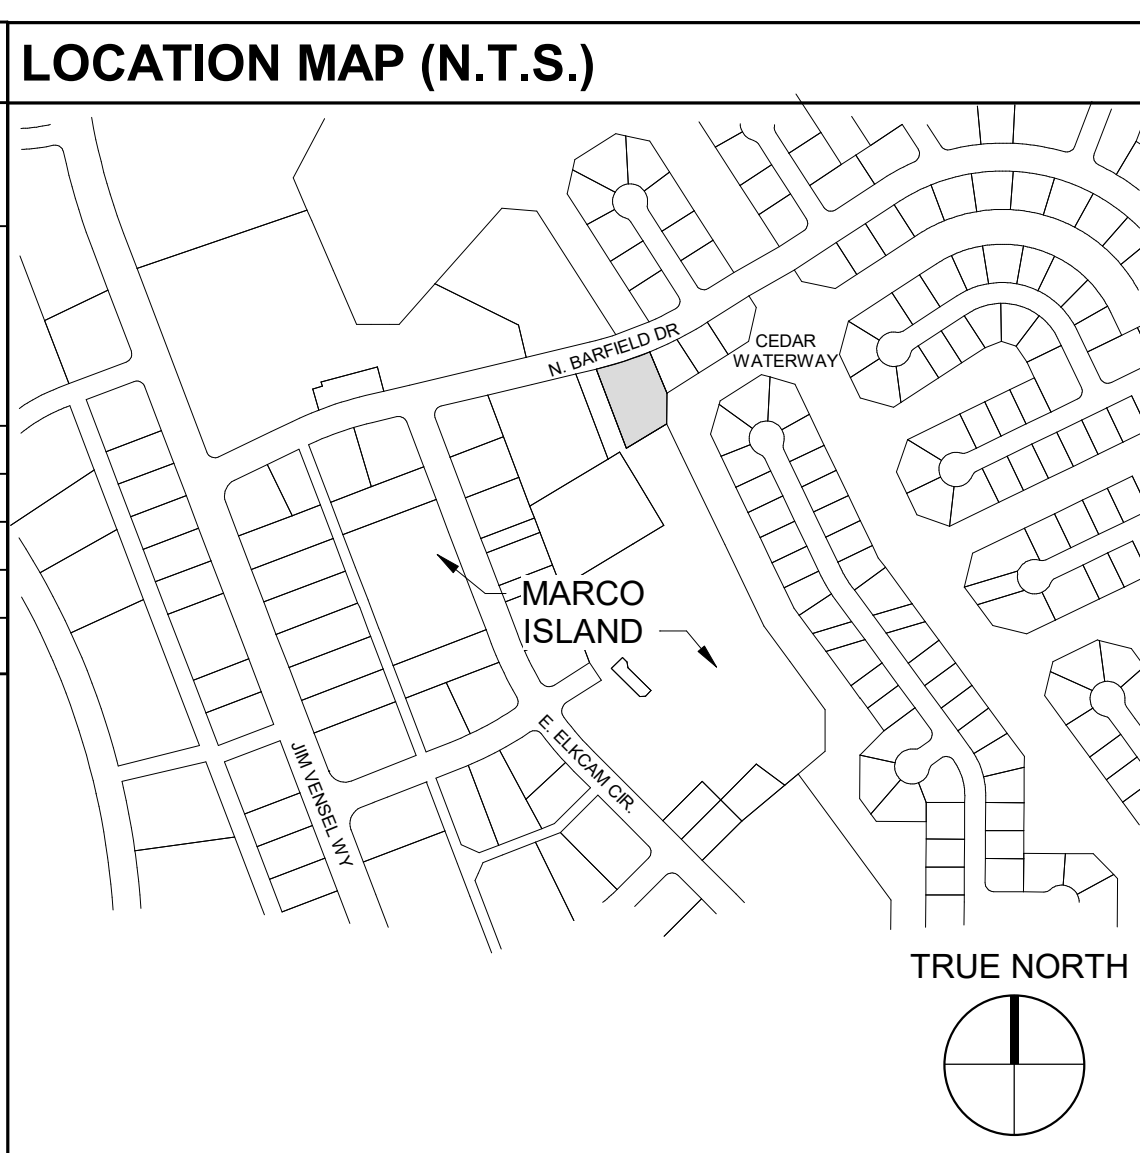 LOCATION MAP (N.T.S.)
N. BARFIELD DR
CEDAR
WATERWAY
MARCO
ISLAND
E. ELKCAM CIR.
JIM VENSEL WY
TRUE NORTH